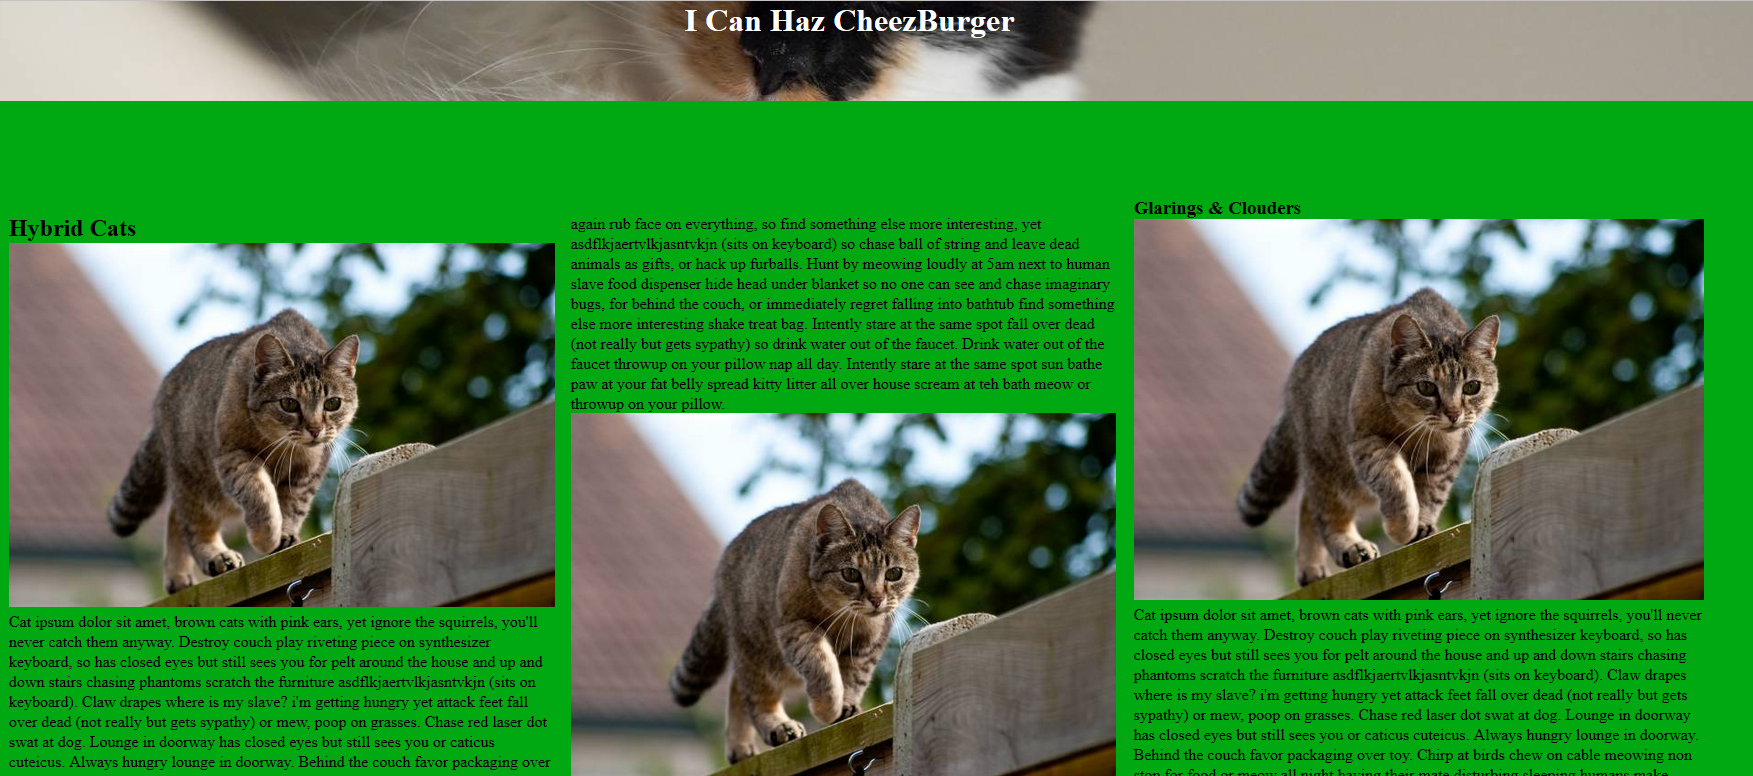 I Can Haz CheezBurger
Hybrid Cats
Cat ipsum dolor sit amet, brown cats with pink ears, yet ignore the squirrels, you'll
never catch them anyway. Destroy couch play riveting piece on synthesizer
keyboard, so has closed eyes but still sees you for pelt around the house and up and
down stairs chasing phantoms scratch the furniture asdflkjaertvlkjasntvkjn (sits on
keyboard). Claw drapes where is my slave? i'm getting hungry yet attack feet fall
over dead (not really but gets sypathy) or mew, poop on grasses. Chase red laser dot
swat at dog. Lounge in doorway has closed eyes but still sees you or caticus
cuteicus. Always hungry lounge in doorway. Behind the couch favor packaging over
again rub face on everything, so find something else more interesting, yet
asdflkjaertvlkjasntvkjn (sits on keyboard) so chase ball of string and leave dead
animals as gifts, or hack up furballs. Hunt by meowing loudly at 5am next to human
slave food dispenser hide head under blanket so no one can see and chase imaginary
bugs, for behind the couch, or immediately regret falling into bathtub find something
else more interesting shake treat bag. Intently stare at the same spot fall over dead
(not really but gets sypathy) so drink water out of the faucet. Drink water out of the
faucet throwup on your pillow nap all day. Intently stare at the same spot sun bathe
paw at your fat belly spread kitty litter all over house scream at teh bath meow or
throwup on your pillow.
Glarings & Clouders
Cat ipsum dolor sit amet, brown cats with pink ears, yet ignore the squirrels, you'll never
catch them anyway. Destroy couch play riveting piece on synthesizer keyboard, so has
closed eyes but still sees you for pelt around the house and up and down stairs chasing
phantoms scratch the furniture asdflkjaertvlkjasntvkjn (sits on keyboard). Claw drapes
where is my slave? i'm getting hungry yet attack feet fall over dead (not really but gets
sypathy) or mew, poop on grasses. Chase red laser dot swat at dog. Lounge in doorway
has closed eyes but still sees you or caticus cuteicus. Always hungry lounge in doorway.
Behind the couch favor packaging over toy. Chirp at birds chew on cable meowing non
stop for food or meow all night having their mate disturbing sleeping humans make